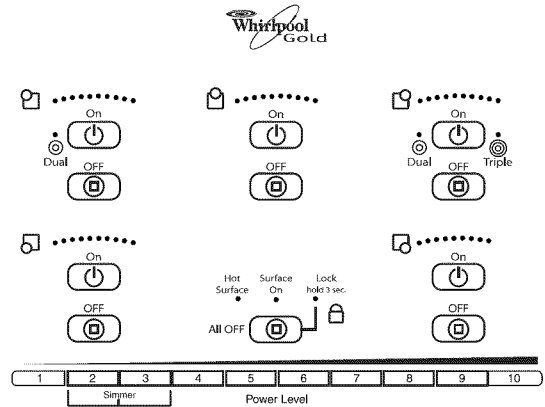 Whirlpool
Gold
On
On
On
Dual
Dual
Triple
OFF
OFF
OFF
On
Hot Surface
Surface On
Lock hold 3 sec.
On
OFF
All OFF
OFF
1 2 3 4 5 6 7 8 9 10
Simmer
Power Level